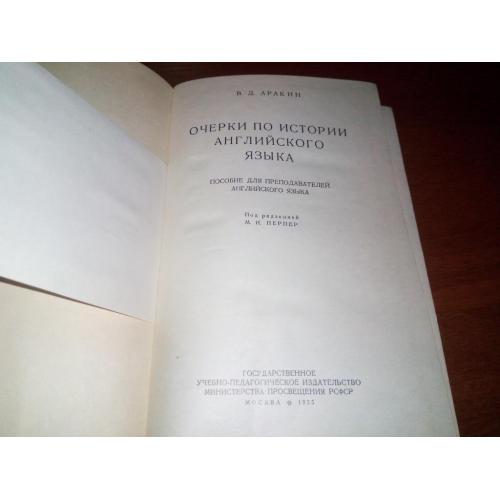 В. Д. АРАКИН
ОЧЕРКИ ПО ИСТОРИИ
АНГЛИЙСКОГО
ЯЗЫКА
ПОСОБИЕ ДЛЯ ПРЕПОДАВАТЕЛЕЙ
АНГЛИЙСКОГО ЯЗЫКА
Под редакцией
М. И. ПЕРПЕР
ГОСУДАРСТВЕННОЕ
УЧЕБНО-ПЕДАГОГИЧЕСКОЕ ИЗДАТЕЛЬСТВО
МИНИСТЕРСТВА ПРОСВЕЩЕНИЯ РСФСР
МОСКВА 1955